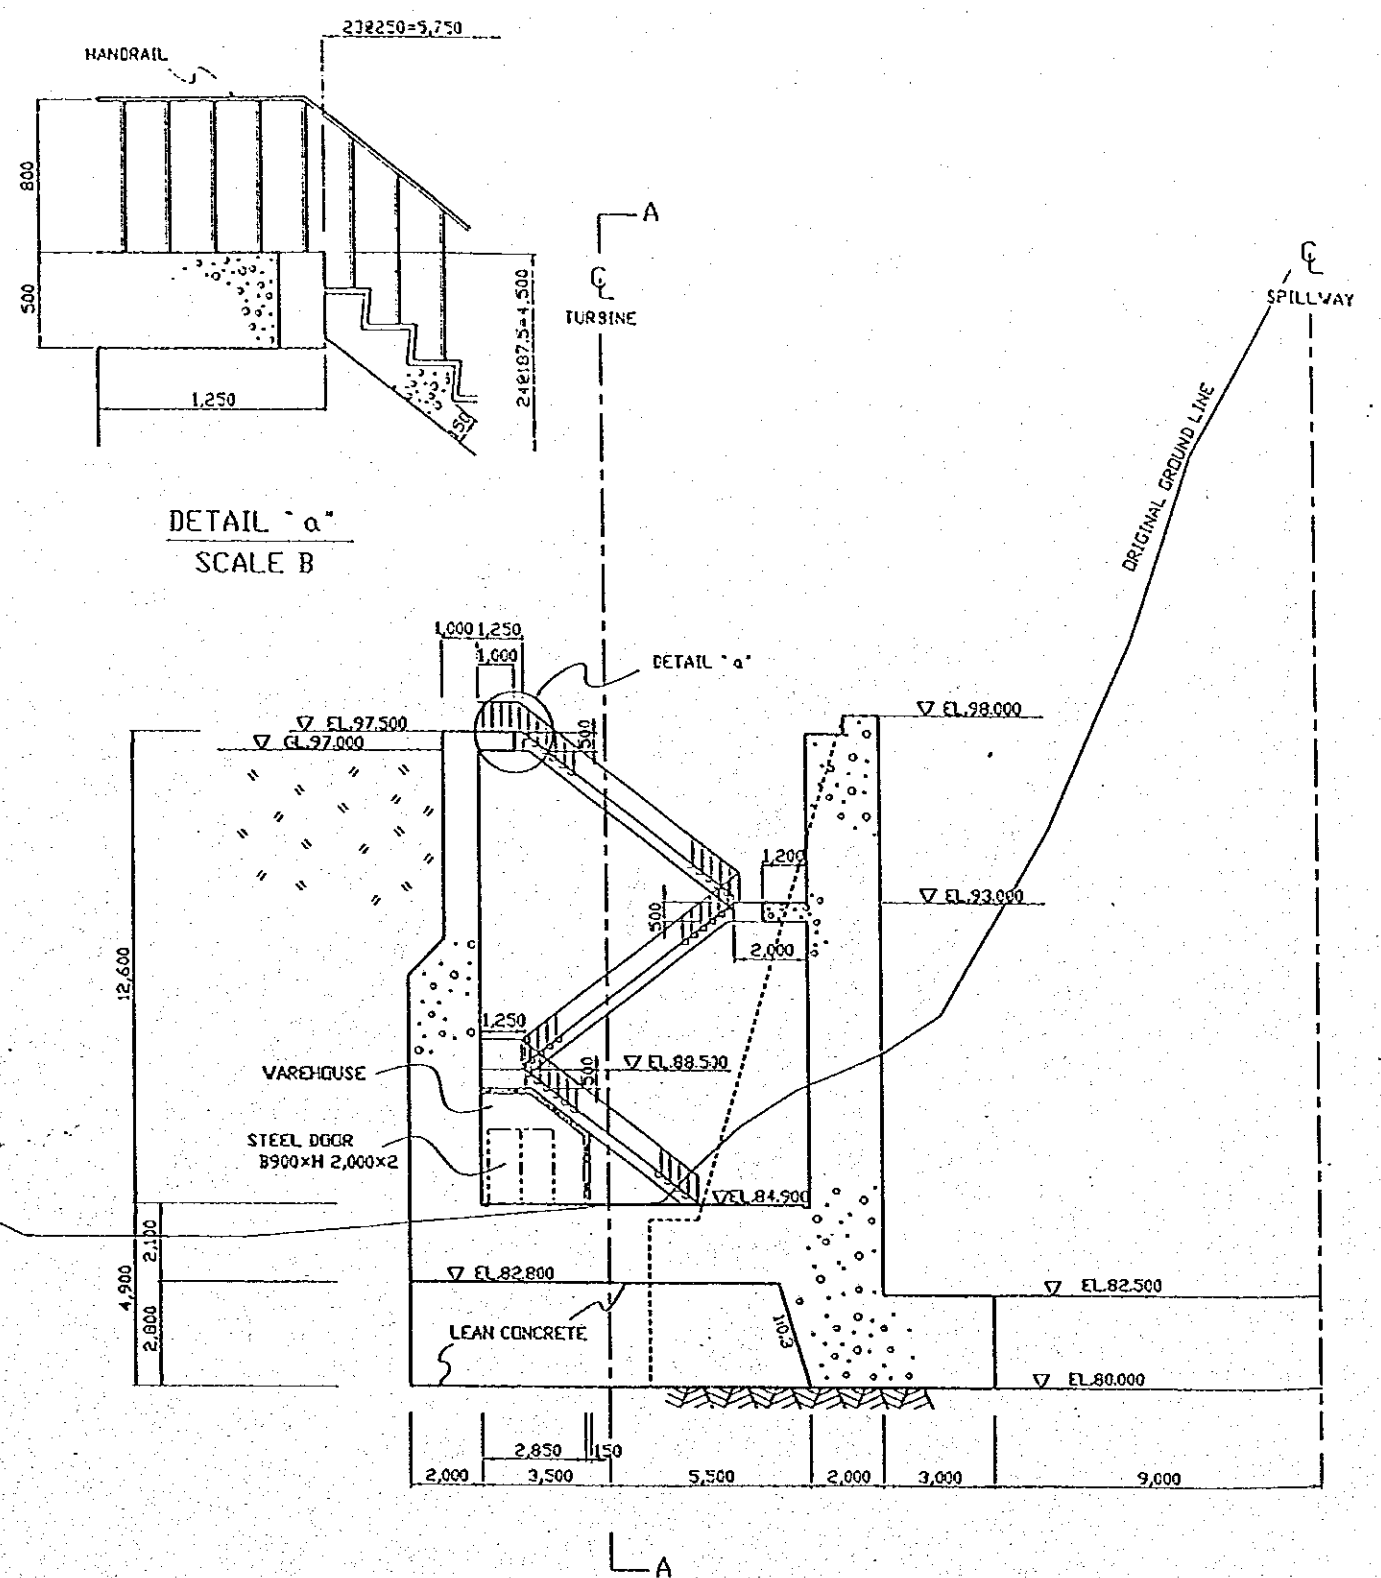 23@250=5,750
HANDRAIL
800
500
1,250
150
24@187.5=4,500
DETAIL "a"
SCALE B
A
C L
TURBINE
C L
SPILLWAY
ORIGINAL GROUND LINE
1,000 1,250
1,000
DETAIL "a"
EL.97.500
GL.97.000
500
EL.98.000
1,200
EL.93.000
500
2,000
12,600
1,250
EL.88.500
500
WAREHOUSE
STEEL DOOR
B900×H 2,000×2
EL.84.900
2,100
4,900
2,800
EL.82.800
EL.82.500
LEAN CONCRETE
1:0.3
EL.80.000
2,850 150
2,000 3,500 5,500 2,000 3,000 9,000
A